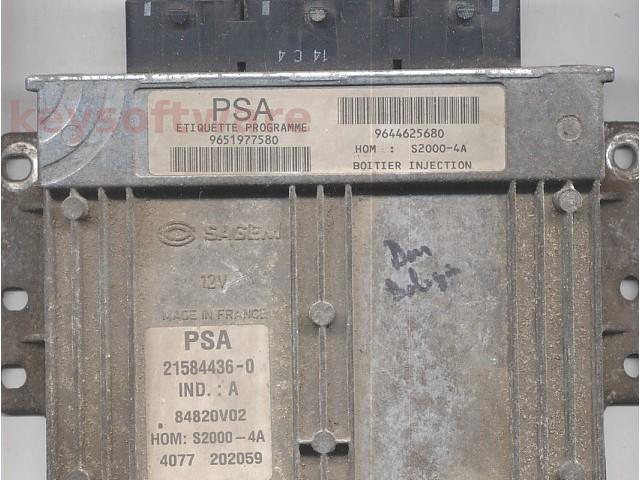 14 C 4
keysoftware
PSA
ETIQUETTE PROGRAMME
9651977580
9644625680
HOM : S2000-4A
BOITIER INJECTION
SAGEM
12V
MADE IN FRANCE
PSA
21584436-0
IND. : A
84820V02
HOM: S2000-4A
4077 202059